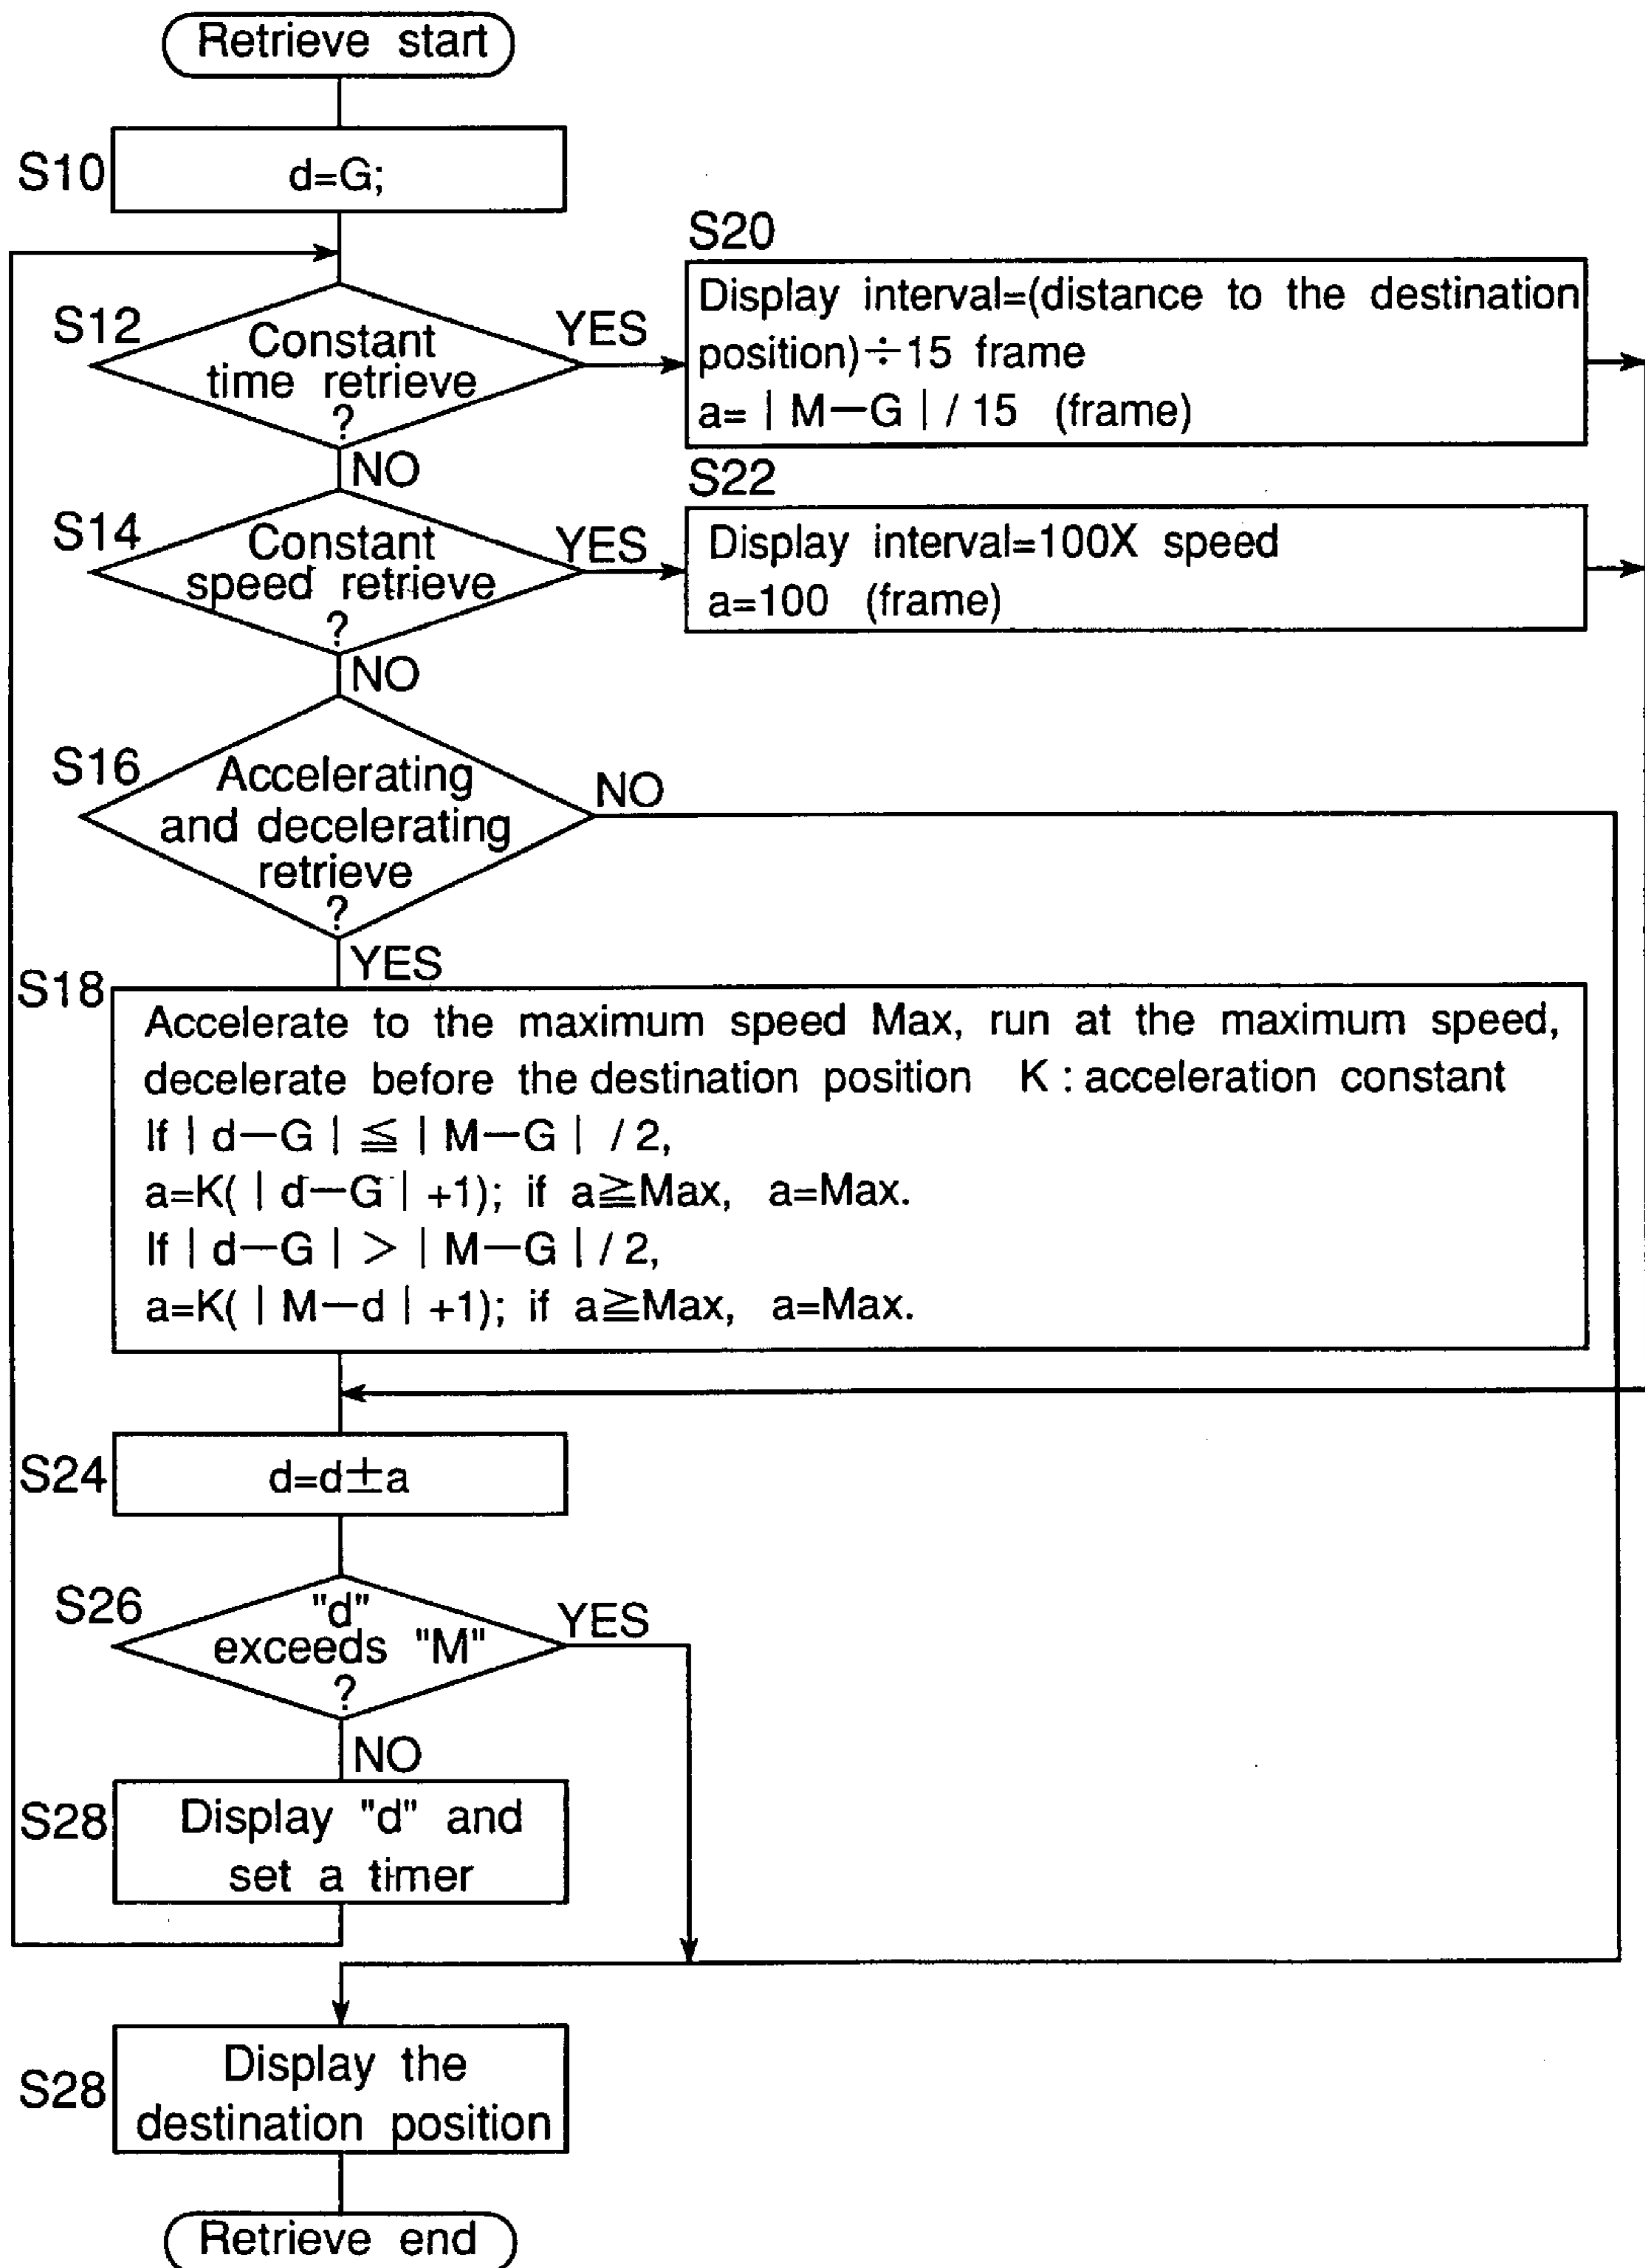 Retrieve start
S10
d=G;
S12
Constant
time retrieve
?
YES
NO
S20
Display interval=(distance to the destination
position)÷15 frame
a= | M—G | / 15 (frame)
S14
Constant
speed retrieve
?
YES
NO
S22
Display interval=100X speed
a=100 (frame)
S16
Accelerating
and decelerating
retrieve
?
NO
YES
S18
Accelerate to the maximum speed Max, run at the maximum speed,
decelerate before the destination position K : acceleration constant
If | d—G | ≦ | M—G | / 2,
a=K( | d—G | +1); if a≧Max, a=Max.
If | d—G | > | M—G | / 2,
a=K( | M—d | +1); if a≧Max, a=Max.
S24
d=d±a
S26
"d"
exceeds "M"
?
YES
NO
S28
Display "d" and
set a timer
S28
Display the
destination position
Retrieve end